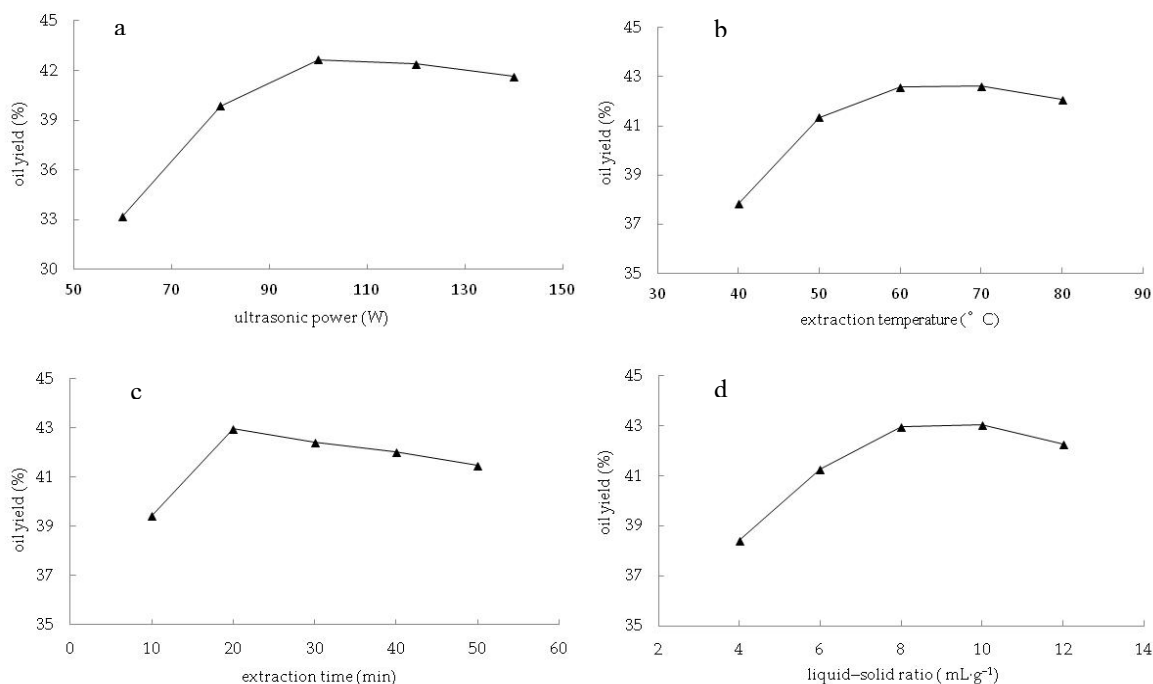 a
45
42
39
36
33
30
oil yield (%)
50 70 90 110 130 150
ultrasonic power (W)
b
45
43
41
39
37
35
oil yield (%)
30 40 50 60 70 80 90
extraction temperature (° C)
c
45
43
41
39
37
35
oil yield (%)
0 10 20 30 40 50 60
extraction time (min)
d
45
43
41
39
37
35
oil yield (%)
2 4 6 8 10 12 14
liquid–solid ratio ( mL·g⁻¹)